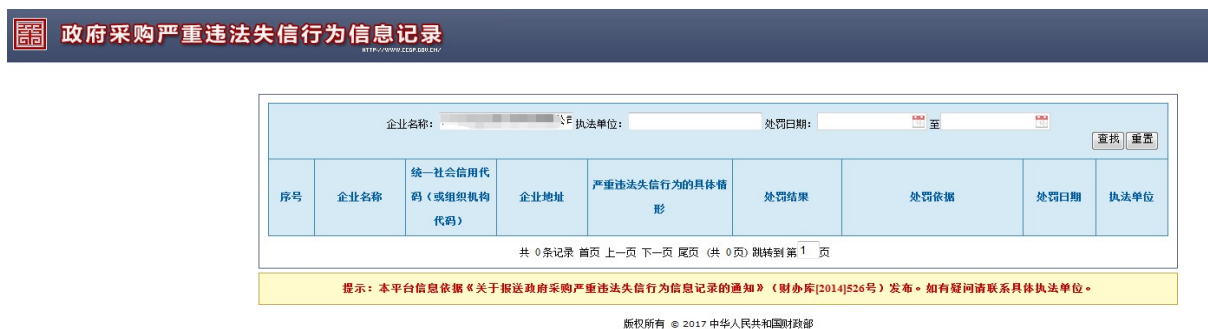 政府采购严重违法失信行为信息记录
HTTP://WWW.CCGP.GOV.CN/
企业名称： 执法单位： 处罚日期： 至
查找 重置
序号 企业名称 统一社会信用代码（或组织机构代码） 企业地址 严重违法失信行为的具体情形 处罚结果 处罚依据 处罚日期 执法单位
共 0条记录 首页 上一页 下一页 尾页 (共 0页) 跳转到第 1 页
提示：本平台信息依据《关于报送政府采购严重违法失信行为信息记录的通知》（财办库[2014]526号）发布。如有疑问请联系具体执法单位。
版权所有 © 2017 中华人民共和国财政部